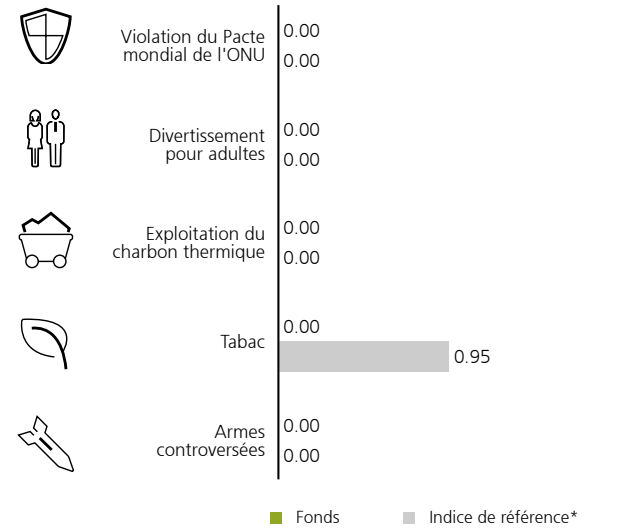 Violation du Pacte
mondial de l'ONU
0.00
0.00
Divertissement
pour adultes
0.00
0.00
Exploitation du
charbon thermique
0.00
0.00
Tabac
0.00
0.95
Armes
controversées
0.00
0.00
Fonds
Indice de référence*